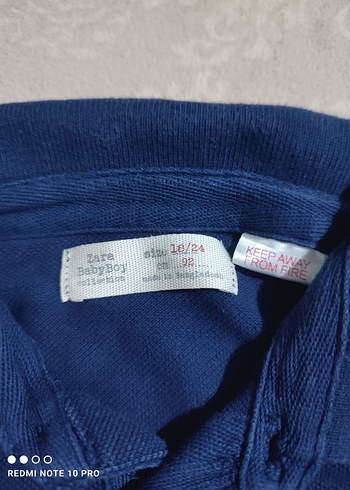 Zara
BabyBoy
collection
size 18/24
cm 92
made in Bangladesh
KEEP AWAY
FROM FIRE
REDMI NOTE 10 PRO